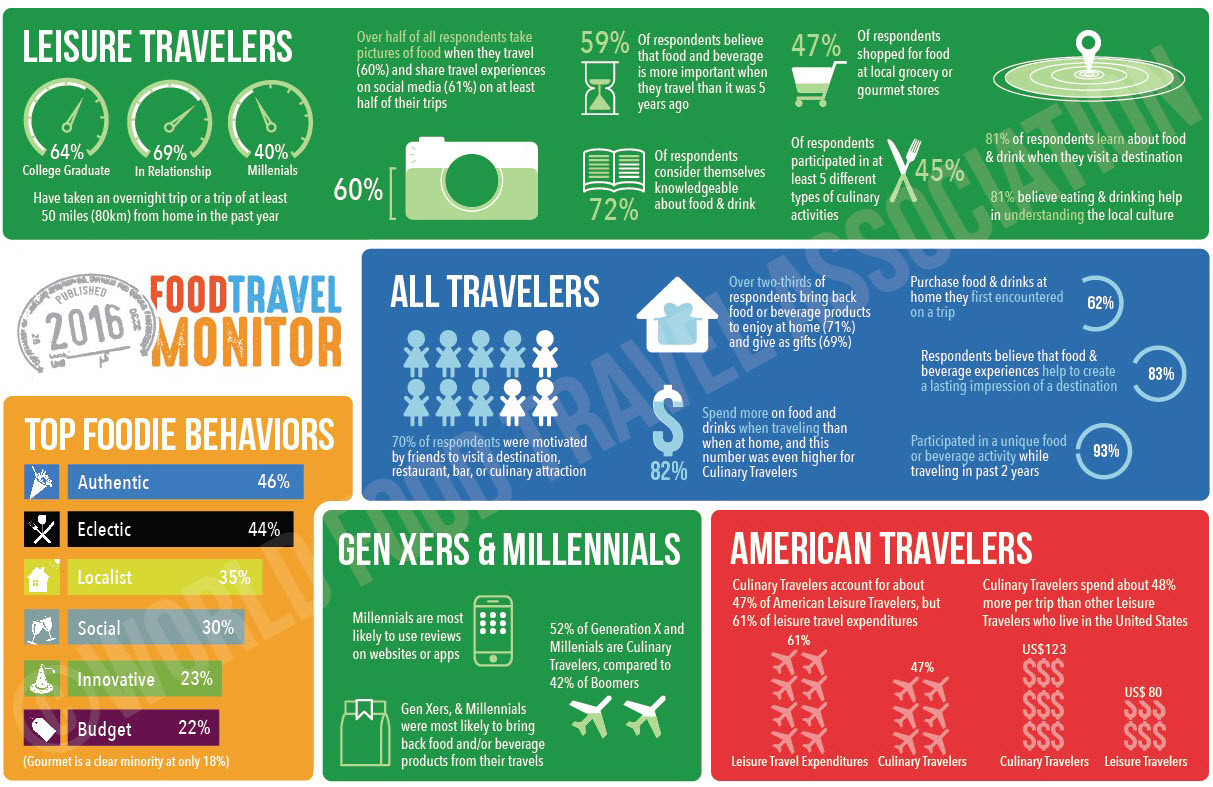 LEISURE TRAVELERS
64%
College Graduate
69%
In Relationship
40%
Millenials
Have taken an overnight trip or a trip of at least
50 miles (80km) from home in the past year
Over half of all respondents take
pictures of food when they travel
(60%) and share travel experiences
on social media (61%) on at least
half of their trips
60%
59%
Of respondents believe
that food and beverage
is more important when
they travel than it was 5
years ago
72%
Of respondents
consider themselves
knowledgeable
about food & drink
47%
Of respondents
shopped for food
at local grocery or
gourmet stores
Of respondents
participated in at
least 5 different
types of culinary
activities
45%
81% of respondents learn about food
& drink when they visit a destination
81% believe eating & drinking help
in understanding the local culture
PUBLISHED
2016
FOODTRAVEL
MONITOR
ALL TRAVELERS
70% of respondents were motivated
by friends to visit a destination,
restaurant, bar, or culinary attraction
Over two-thirds of
respondents bring back
food or beverage products
to enjoy at home (71%)
and give as gifts (69%)
$
82%
Spend more on food and
drinks when traveling than
when at home, and this
number was even higher for
Culinary Travelers
Purchase food & drinks at
home they first encountered
on a trip
62%
Respondents believe that food &
beverage experiences help to create
a lasting impression of a destination
83%
Participated in a unique food
or beverage activity while
traveling in past 2 years
93%
TOP FOODIE BEHAVIORS
Authentic 46%
Eclectic 44%
Localist 35%
Social 30%
Innovative 23%
Budget 22%
(Gourmet is a clear minority at only 18%)
GEN XERS & MILLENNIALS
Millennials are most
likely to use reviews
on websites or apps
52% of Generation X and
Millenials are Culinary
Travelers, compared to
42% of Boomers
Gen Xers, & Millennials
were most likely to bring
back food and/or beverage
products from their travels
AMERICAN TRAVELERS
Culinary Travelers account for about
47% of American Leisure Travelers, but
61% of leisure travel expenditures
61%
Leisure Travel Expenditures
47%
Culinary Travelers
Culinary Travelers spend about 48%
more per trip than other Leisure
Travelers who live in the United States
US$123
$$$
$$$
$$$
$$$
Culinary Travelers
US$ 80
$$$
$$$
Leisure Travelers
©WORLD FOOD TRAVEL ASSOCIATION